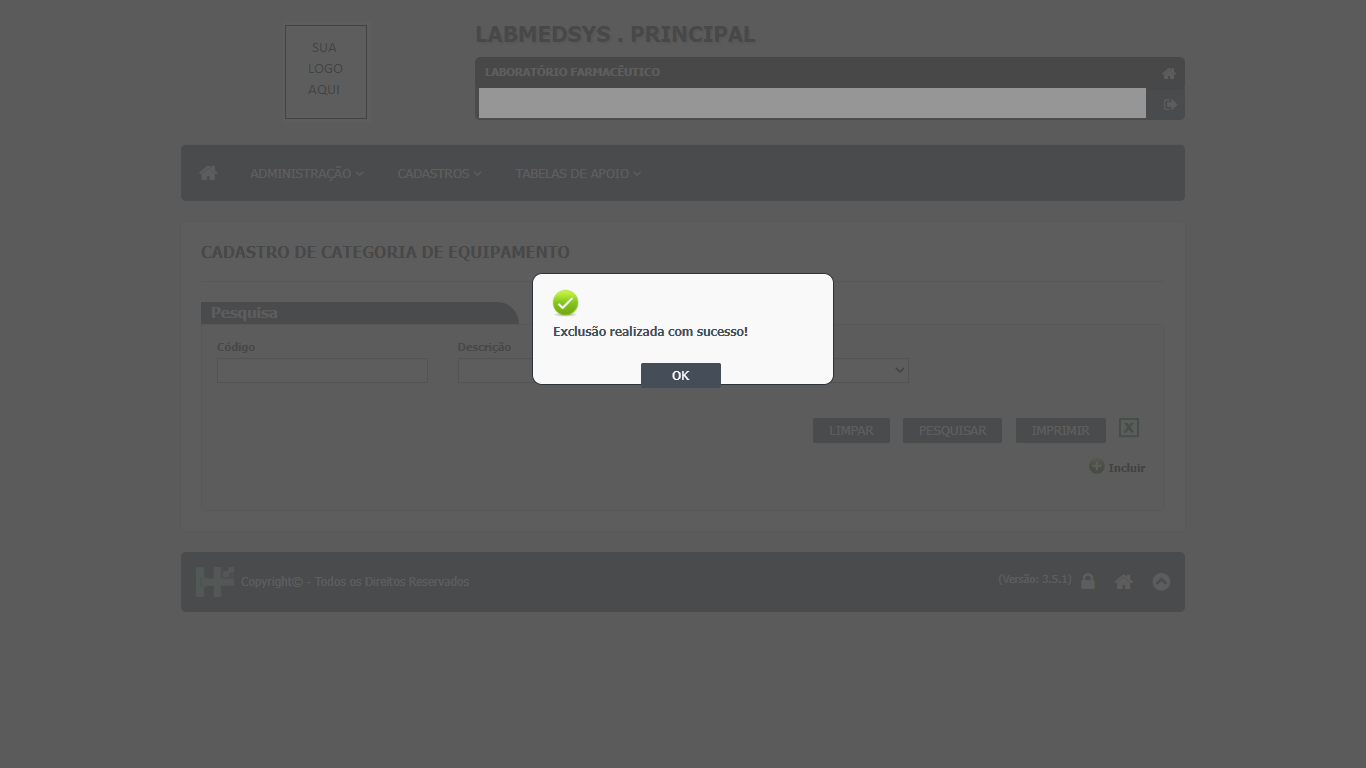 SUA
LOGO
AQUI
LABMEDSYS . PRINCIPAL
LABORATÓRIO FARMACÊUTICO
ADMINISTRAÇÃO CADASTROS TABELAS DE APOIO
CADASTRO DE CATEGORIA DE EQUIPAMENTO
Pesquisa
Código Descrição
Exclusão realizada com sucesso!
OK
LIMPAR PESQUISAR IMPRIMIR X
Incluir
Copyright© - Todos os Direitos Reservados (Versão: 3.5.1)